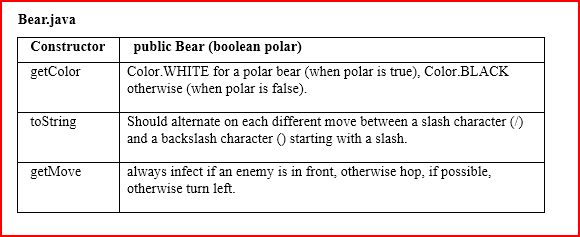 Bear.java
Constructor public Bear (boolean polar)
getColor Color.WHITE for a polar bear (when polar is true), Color.BLACK
otherwise (when polar is false).
toString Should alternate on each different move between a slash character (/)
and a backslash character () starting with a slash.
getMove always infect if an enemy is in front, otherwise hop, if possible,
otherwise turn left.